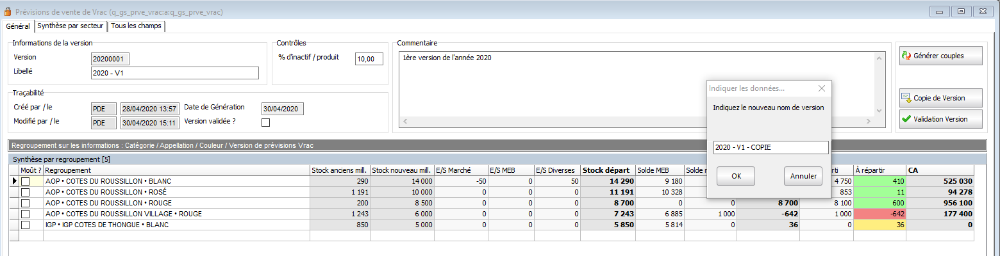 Prévisions de vente de Vrac (q_gs_prve_vrac:a:q_gs_prve_vrac)
Général Synthèse par secteur Tous les champs
Informations de la version
Version 20200001
Libellé 2020 - V1
Contrôles
% d'inactif / produit 10,00
Commentaire
1ère version de l'année 2020
Générer couples
Copie de Version
Validation Version
Traçabilité
Créé par / le PDE 28/04/2020 13:57 Date de Génération 30/04/2020
Modifié par / le PDE 30/04/2020 15:11 Version validée ?
Indiquer les données...
Indiquez le nouveau nom de version
2020 - V1 - COPIE
OK Annuler
Regroupement sur les informations : Catégorie / Appellation / Couleur / Version de prévisions Vrac
Synthèse par regroupement [5]
Moût ? Regroupement Stock anciens mill. Stock nouveau mill. E/S Marché E/S MEB E/S Diverses Stock départ Solde MEB Solde À répartir CA
AOP • COTES DU ROUSSILLON • BLANC 290 14 000 -50 0 50 14 290 9 180 4 750 410 525 030
AOP • COTES DU ROUSSILLON • ROSÉ 1 191 10 000 0 0 0 11 191 10 328 853 11 94 278
AOP • COTES DU ROUSSILLON • ROUGE 200 8 500 0 0 0 8 700 0 0 8 700 8 100 600 956 100
AOP • COTES DU ROUSSILLON VILLAGE • ROUGE 1 243 6 000 0 0 0 7 243 6 885 1 000 -642 1 000 -642 177 400
IGP • IGP COTES DE THONGUE • BLANC 850 5 000 0 0 0 5 850 5 814 0 36 0 36 0